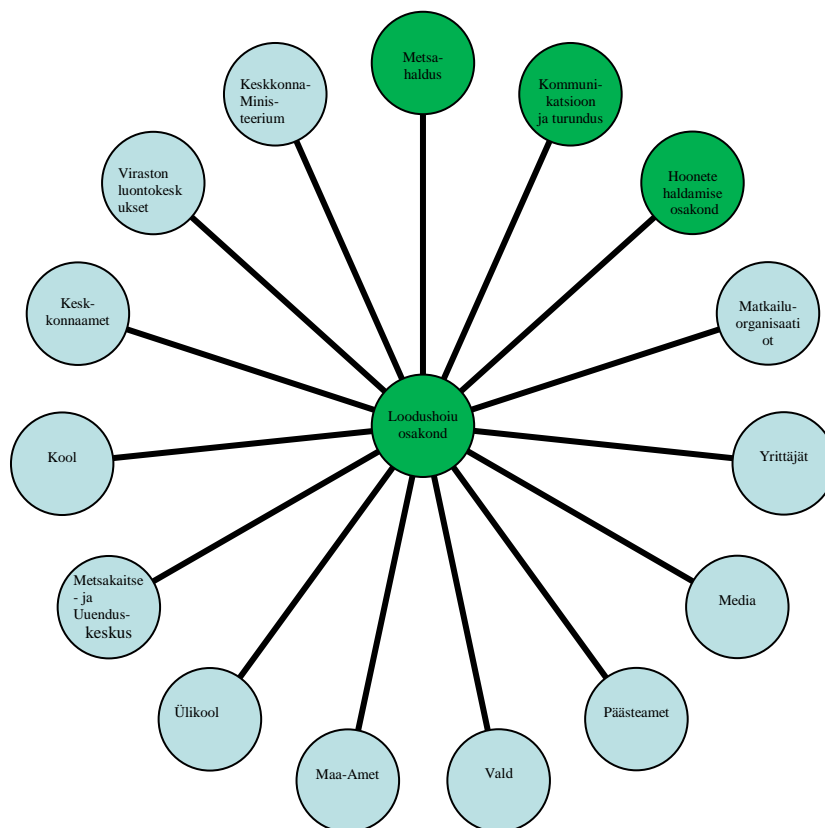 Metsa-
haldus
Kommuni-
katsioon
ja turundus
Hoonete
haldamise
osakond
Matkailu-
organisaati
ot
Yrittäjät
Media
Päästeamet
Vald
Maa-Amet
Ülikool
Metsakaitse
- ja
Uuendus-
keskus
Kool
Kesk-
konnaamet
Viraston
luontokesk
ukset
Keskkonna-
Minis-
teerium
Loodushoiu
osakond